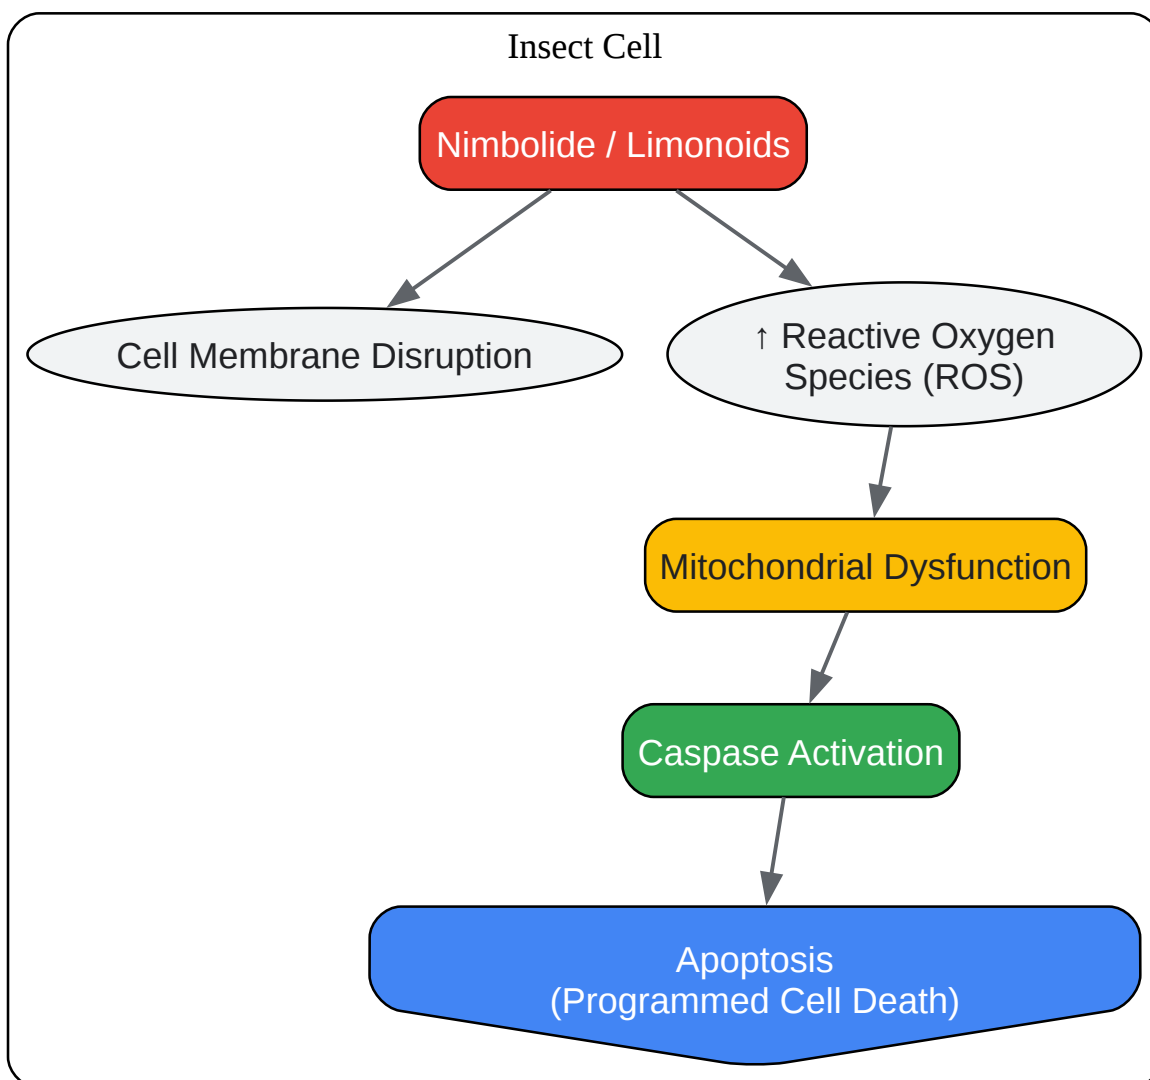 Insect Cell
Nimbolide / Limonoids
Cell Membrane Disruption
↑ Reactive Oxygen
Species (ROS)
Mitochondrial Dysfunction
Caspase Activation
Apoptosis
(Programmed Cell Death)